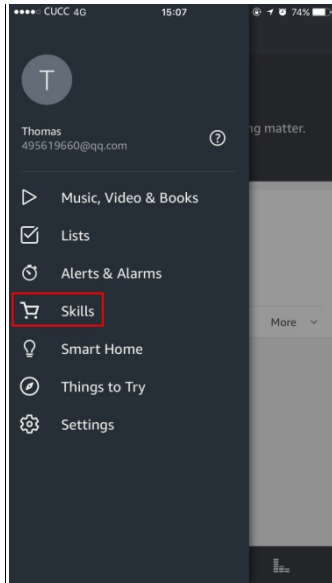 CUCC 4G 15:07 74%
T
Thomas
495619660@qq.com
?
ng matter.
Music, Video & Books
Lists
Alerts & Alarms
Skills
More
Smart Home
Things to Try
Settings